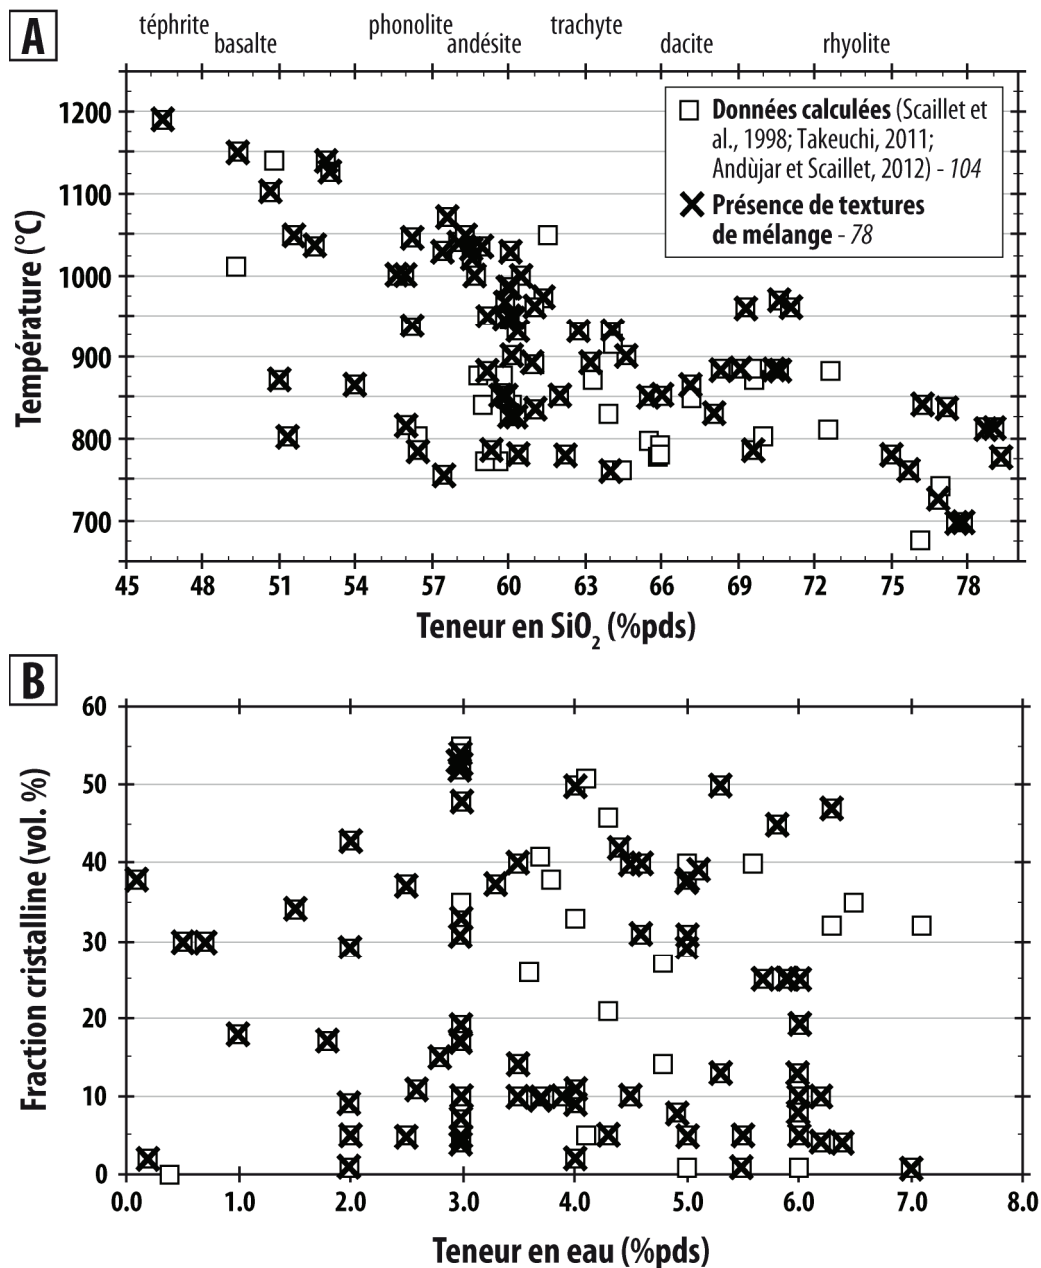 A
téphrite
basalte
phonolite
andésite
trachyte
dacite
rhyolite
Données calculées (Scaillet et
al., 1998; Takeuchi, 2011;
Andùjar et Scaillet, 2012) - 104
Présence de textures
de mélange - 78
Température (°C)
1200
1100
1000
900
800
700
45 48 51 54 57 60 63 66 69 72 75 78
Teneur en SiO₂ (%pds)
B
Fraction cristalline (vol. %)
60
50
40
30
20
10
0
0.0 1.0 2.0 3.0 4.0 5.0 6.0 7.0 8.0
Teneur en eau (%pds)